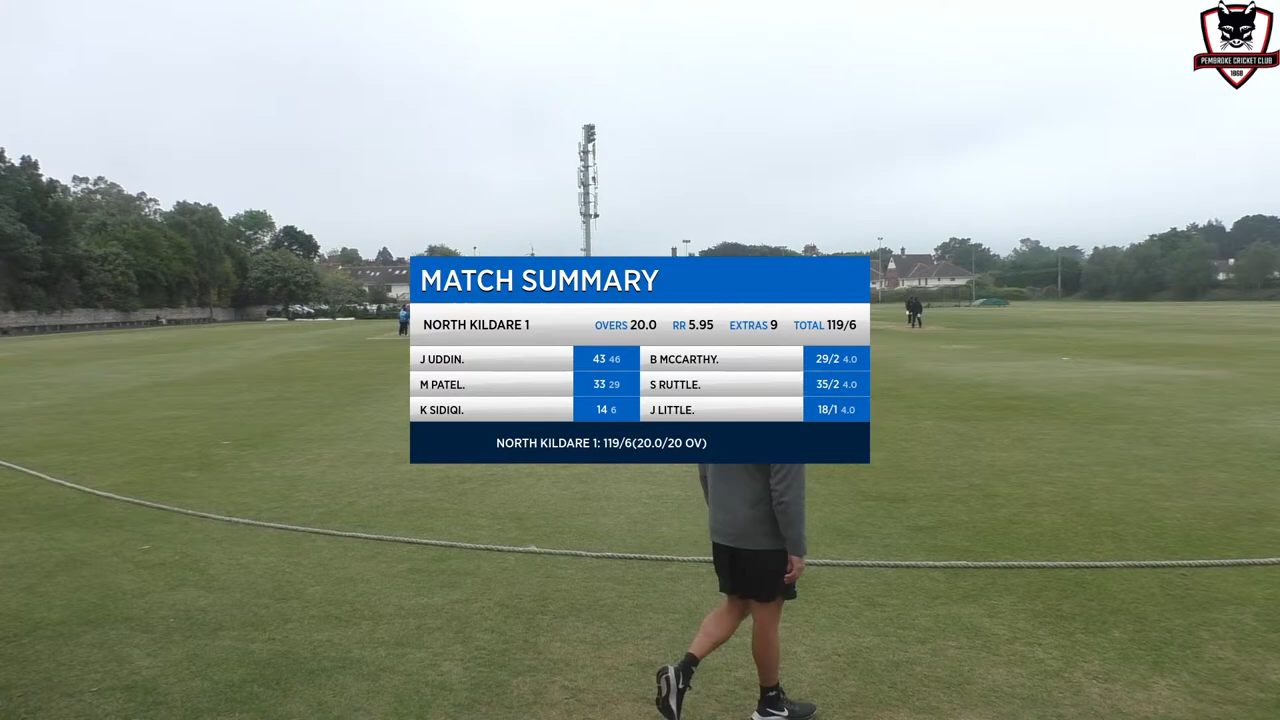 PEMBROKE CRICKET CLUB
1868
MATCH SUMMARY
NORTH KILDARE 1 OVERS 20.0 RR 5.95 EXTRAS 9 TOTAL 119/6
J UDDIN. 43 46 B MCCARTHY. 29/2 4.0
M PATEL. 33 29 S RUTTLE. 35/2 4.0
K SIDIQI. 14 6 J LITTLE. 18/1 4.0
NORTH KILDARE 1: 119/6(20.0/20 OV)